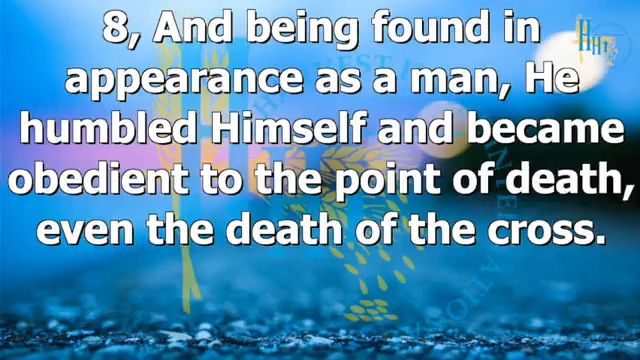 8, And being found in
appearance as a man, He
humbled Himself and became
obedient to the point of death,
even the death of the cross.